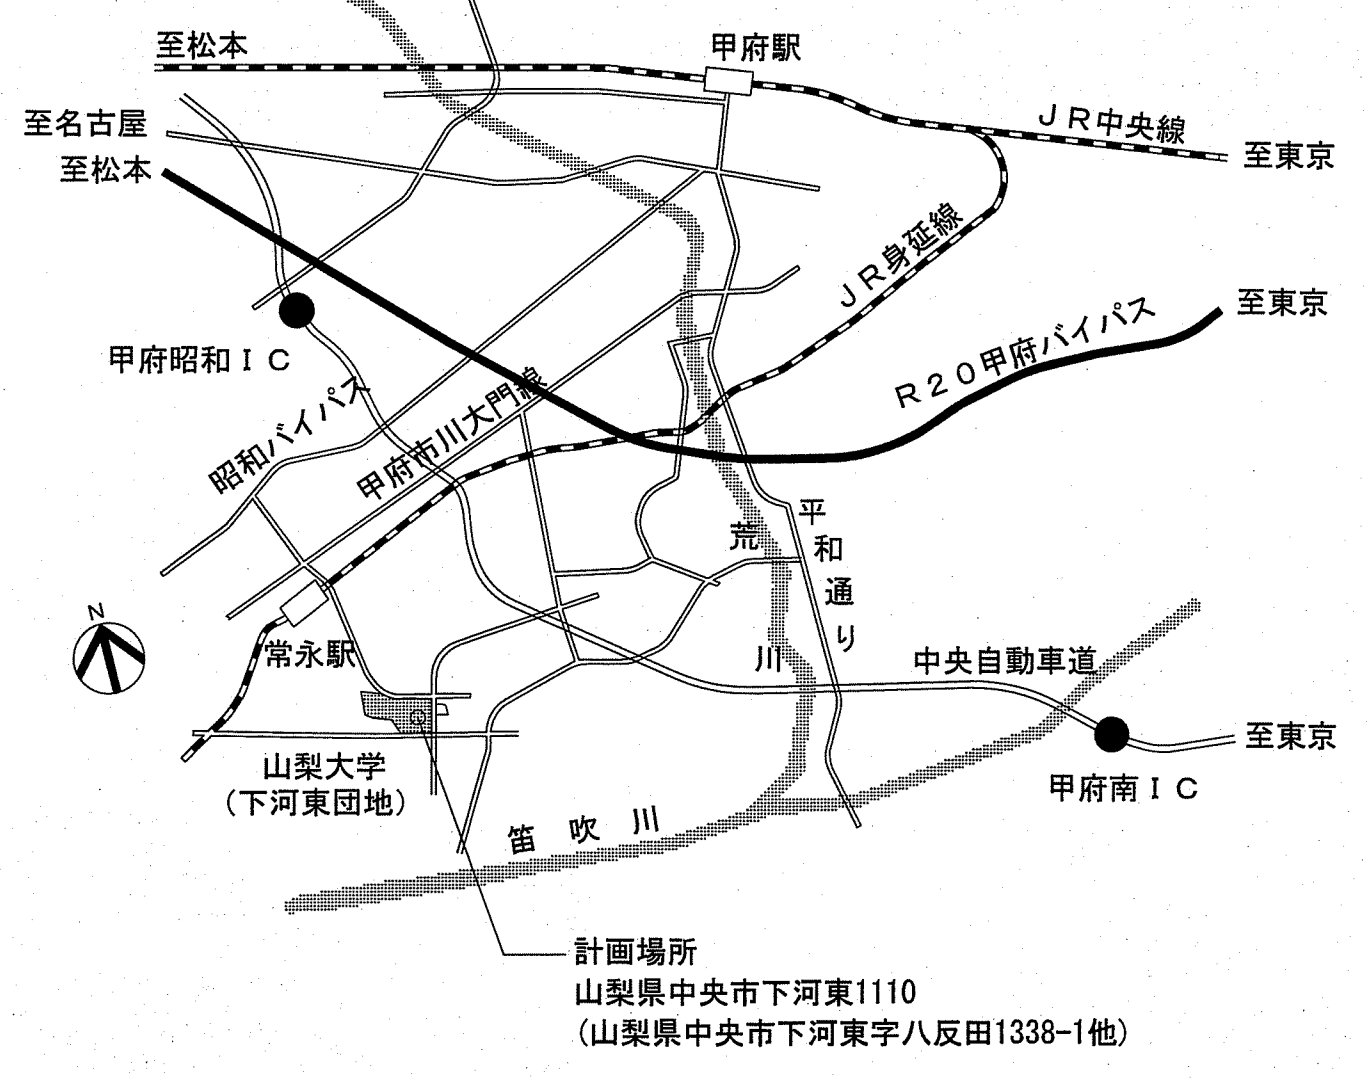 至松本
甲府駅
ＪＲ中央線
至名古屋
至松本
至東京
ＪＲ身延線
至東京
甲府昭和ＩＣ
Ｒ２０甲府バイパス
昭和バイパス
甲府市川大門線
荒川
平和通り
N
常永駅
中央自動車道
至東京
山梨大学
（下河東団地）
甲府南ＩＣ
笛吹川
計画場所
山梨県中央市下河東1110
（山梨県中央市下河東字八反田1338-1他）